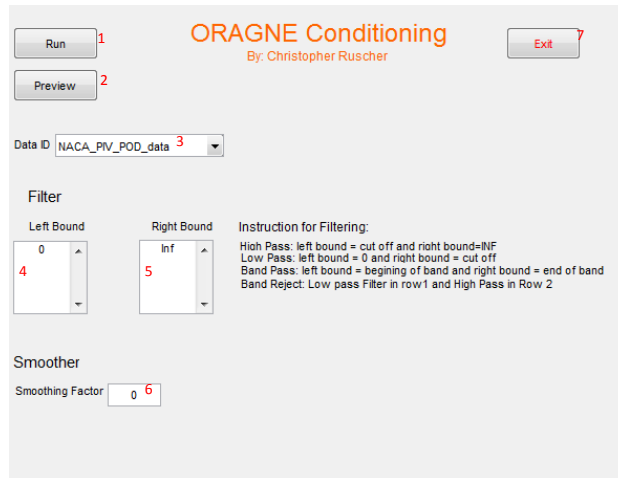 Run 1
ORAGNE Conditioning
By: Christopher Ruscher
Exit 7
Preview 2
Data ID NACA_PIV_POD_data 3
Filter
Left Bound Right Bound Instruction for Filtering:
0 Inf
4 5
High Pass: left bound = cut off and right bound=INF
Low Pass: left bound = 0 and right bound = cut off
Band Pass: left bound = begining of band and right bound = end of band
Band Reject: Low pass Filter in row1 and High Pass in Row 2
Smoother
Smoothing Factor 0 6